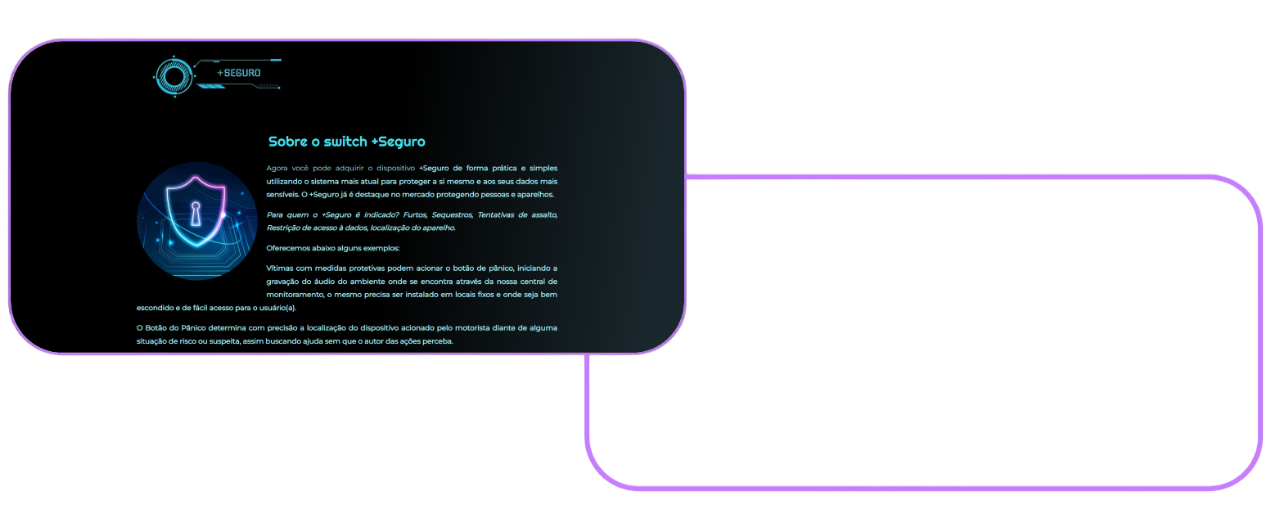 +SEGURO
Sobre o switch +Seguro
Agora você pode adquirir o dispositivo +Seguro de forma prática e simples
utilizando o sistema mais atual para proteger a si mesmo e aos seus dados mais
sensíveis. O +Seguro já é destaque no mercado protegendo pessoas e aparelhos.
Para quem o +Seguro é indicado? Furtos, Sequestros, Tentativas de assalto,
Restrição de acesso à dados, localização do aparelho.
Oferecemos abaixo alguns exemplos:
Vítimas com medidas protetivas podem acionar o botão de pânico, iniciando a
gravação do áudio do ambiente onde se encontra através da nossa central de
monitoramento, o mesmo precisa ser instalado em locais fixos e onde seja bem
escondido e de fácil acesso para o usuário(a).
O Botão do Pânico determina com precisão a localização do dispositivo acionado pelo motorista diante de alguma
situação de risco ou suspeita, assim buscando ajuda sem que o autor das ações perceba.